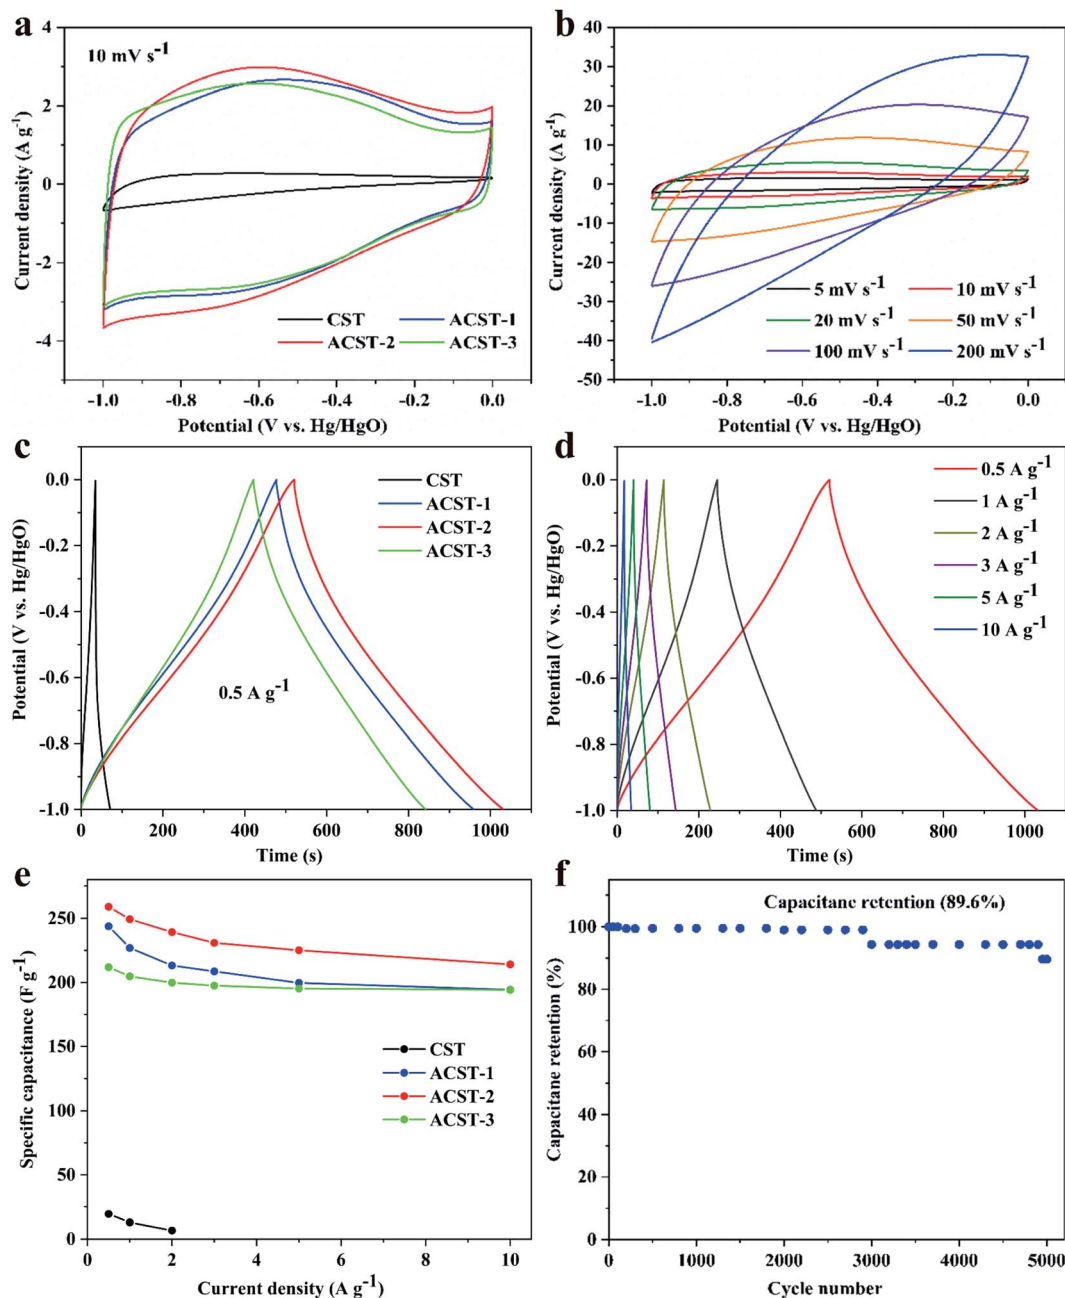 a
10 mV s⁻¹
4
2
0
-2
-4
Current density (A g⁻¹)
CST
ACST-1
ACST-2
ACST-3
-1.0 -0.8 -0.6 -0.4 -0.2 0.0
Potential (V vs. Hg/HgO)
b
40
30
20
10
0
-10
-20
-30
-40
-50
Current density (A g⁻¹)
5 mV s⁻¹
10 mV s⁻¹
20 mV s⁻¹
50 mV s⁻¹
100 mV s⁻¹
200 mV s⁻¹
-1.0 -0.8 -0.6 -0.4 -0.2 0.0
Potential (V vs. Hg/HgO)
c
0.0
-0.2
-0.4
-0.6
-0.8
-1.0
Potential (V vs. Hg/HgO)
CST
ACST-1
ACST-2
ACST-3
0.5 A g⁻¹
0 200 400 600 800 1000
Time (s)
d
0.0
-0.2
-0.4
-0.6
-0.8
-1.0
Potential (V vs. Hg/HgO)
0.5 A g⁻¹
1 A g⁻¹
2 A g⁻¹
3 A g⁻¹
5 A g⁻¹
10 A g⁻¹
0 200 400 600 800 1000
Time (s)
e
250
200
150
100
50
0
Specific capacitance (F g⁻¹)
CST
ACST-1
ACST-2
ACST-3
0 2 4 6 8 10
Current density (A g⁻¹)
f
Capacitane retention (89.6%)
100
80
60
40
20
0
Capacitane retention (%)
0 1000 2000 3000 4000 5000
Cycle number